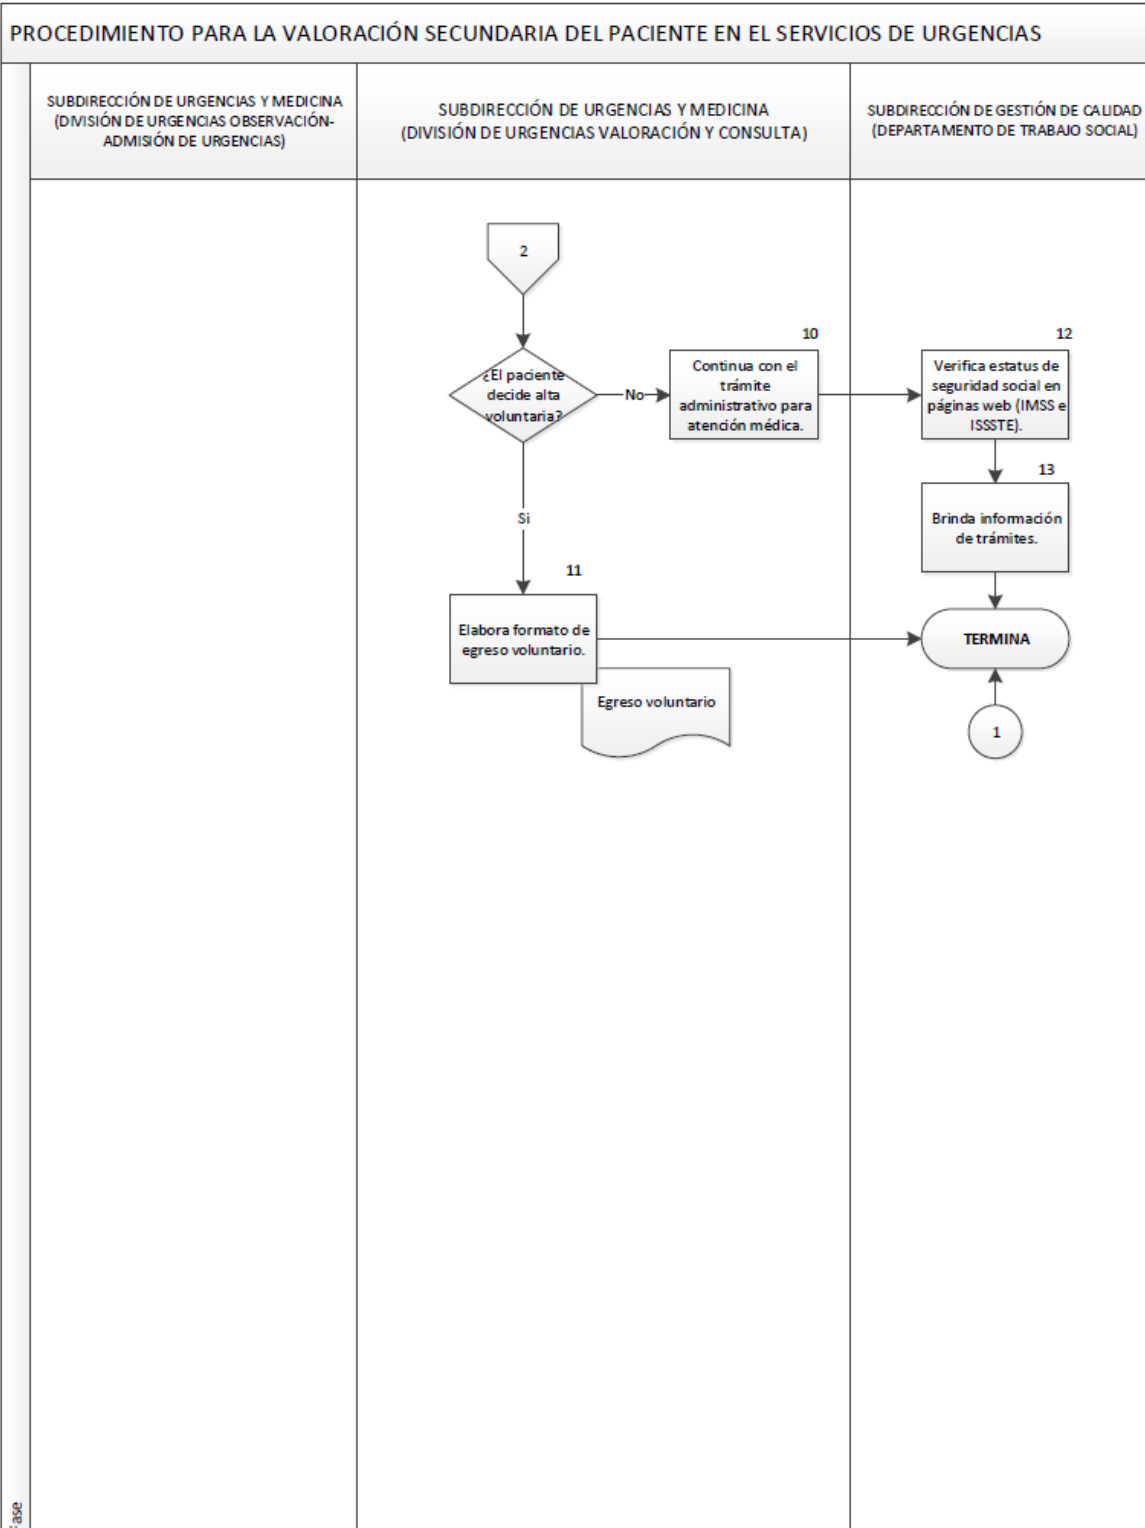 PROCEDIMIENTO PARA LA VALORACIÓN SECUNDARIA DEL PACIENTE EN EL SERVICIOS DE URGENCIAS
SUBDIRECCIÓN DE URGENCIAS Y MEDICINA
(DIVISIÓN DE URGENCIAS OBSERVACIÓN-
ADMISIÓN DE URGENCIAS)
SUBDIRECCIÓN DE URGENCIAS Y MEDICINA
(DIVISIÓN DE URGENCIAS VALORACIÓN Y CONSULTA)
SUBDIRECCIÓN DE GESTIÓN DE CALIDAD
(DEPARTAMENTO DE TRABAJO SOCIAL)
2
¿El paciente
decide alta
voluntaria?
No
10
Continua con el
trámite
administrativo para
atención médica.
12
Verifica estatus de
seguridad social en
páginas web (IMSS e
ISSSTE).
13
Brinda información
de trámites.
Si
11
Elabora formato de
egreso voluntario.
Egreso voluntario
TERMINA
1
Fase